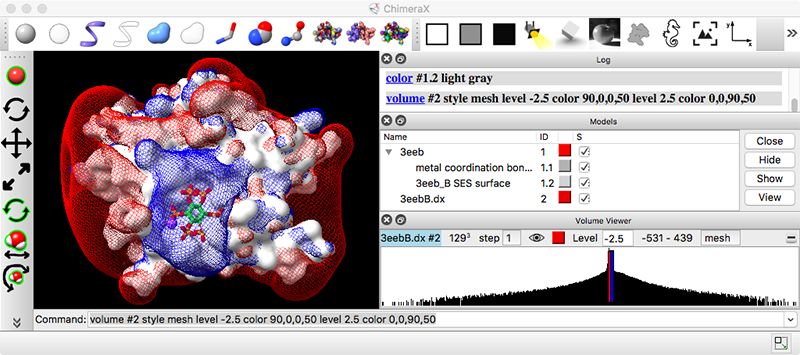 ChimeraX
y
x
»
Log
color #1.2 light gray
volume #2 style mesh level -2.5 color 90,0,0,50 level 2.5 color 0,0,90,50
Models
Name ID S
3eeb 1
metal coordination bon... 1.1
3eeb_B SES surface 1.2
3eebB.dx 2
Close
Hide
Show
View
Volume Viewer
3eebB.dx #2 129³ step 1 Level -2.5 -531 - 439 mesh
Command: volume #2 style mesh level -2.5 color 90,0,0,50 level 2.5 color 0,0,90,50